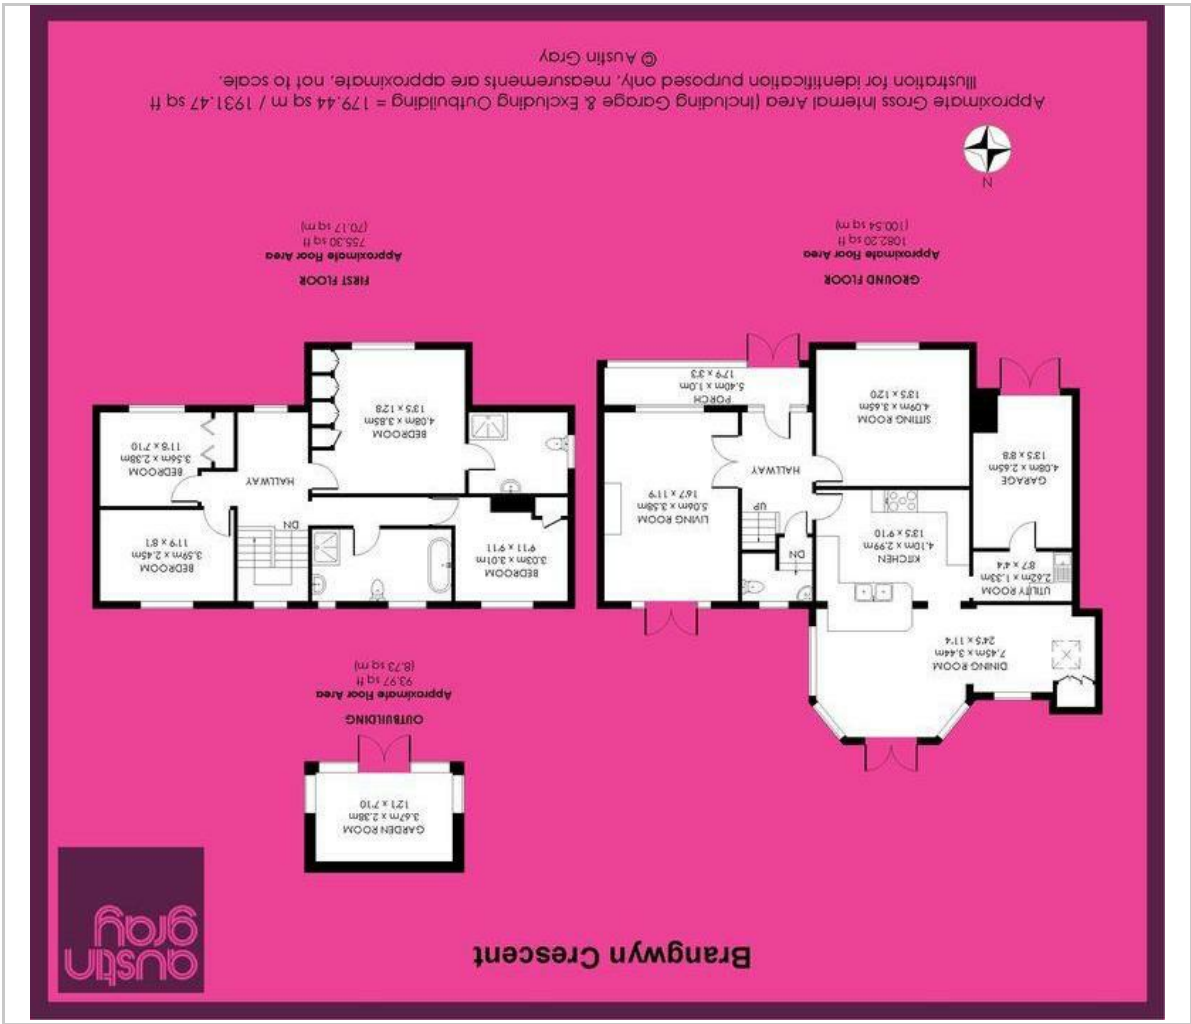 Brangwyn Crescent
austin
gray
GARDEN ROOM
3.67m x 2.38m
12'1 x 7'10
OUTBUILDING
Approximate Floor Area
93.97 sq ft
(8.73 sq m)
DINING ROOM
7.45m x 3.44m
24'5 x 11'4
UTILITY ROOM
2.62m x 1.33m
8'7 x 4'4
KITCHEN
4.10m x 2.99m
13'5 x 9'10
DN
UP
LIVING ROOM
5.06m x 3.58m
16'7 x 11'9
GARAGE
4.08m x 2.65m
13'5 x 8'8
HALLWAY
SITTING ROOM
4.09m x 3.65m
13'5 x 12'0
PORCH
5.40m x 1.0m
17'9 x 3'3
GROUND FLOOR
Approximate Floor Area
1082.20 sq ft
(100.54 sq m)
BEDROOM
3.03m x 3.01m
9'11 x 9'11
BEDROOM
3.59m x 2.45m
11'9 x 8'1
DN
HALLWAY
BEDROOM
3.56m x 2.38m
11'8 x 7'10
BEDROOM
4.08m x 3.85m
13'5 x 12'8
FIRST FLOOR
Approximate Floor Area
755.30 sq ft
(70.17 sq m)
N
Approximate Gross Internal Area (Including Garage & Excluding Outbuilding = 179.44 sq m / 1931.47 sq ft
Illustration for identification purposed only, measurements are approximate, not to scale.
© Austin Gray